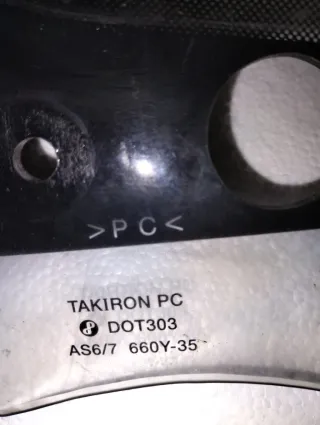 >PC<
TAKIRON PC
DOT303
AS6/7 660Y-35